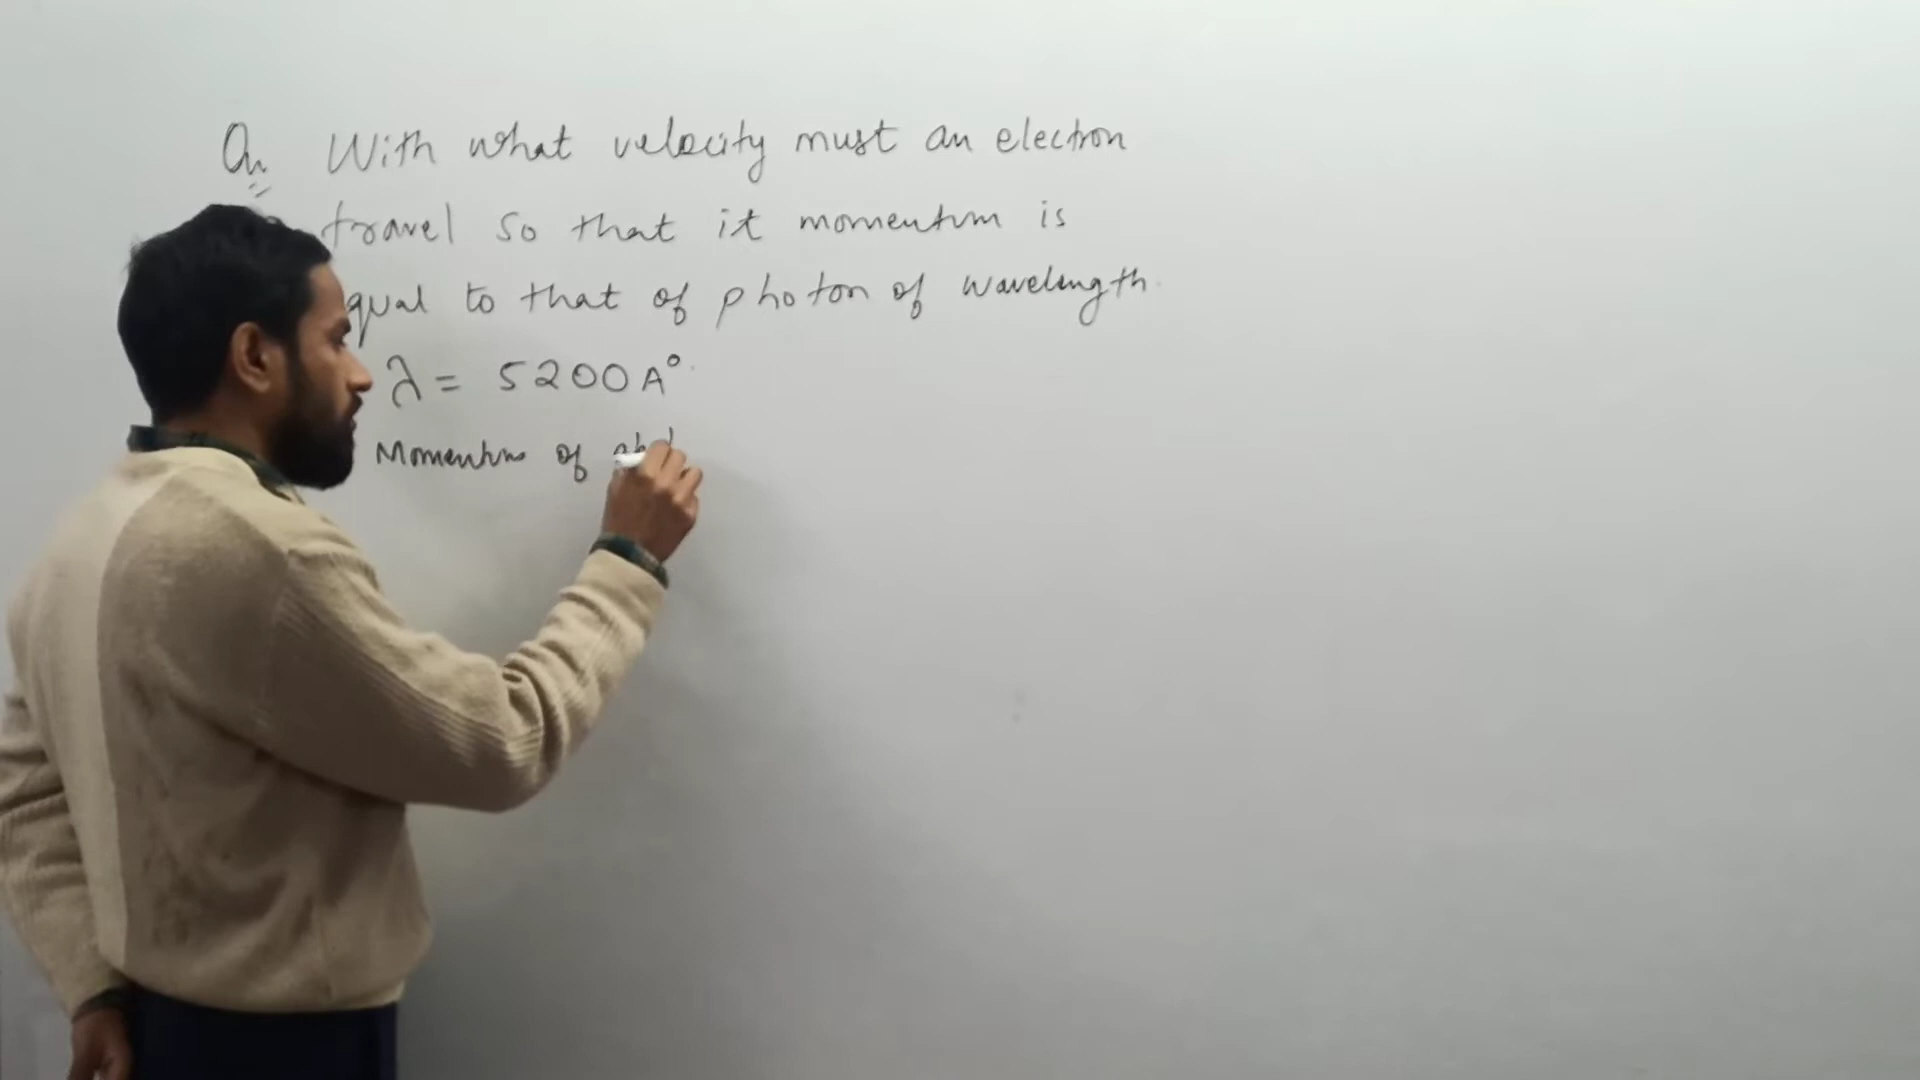 Qn With what velocity must an electron
travel so that it momentum is
qual to that of photon of wavelength
λ = 5200 A°
Momentum of